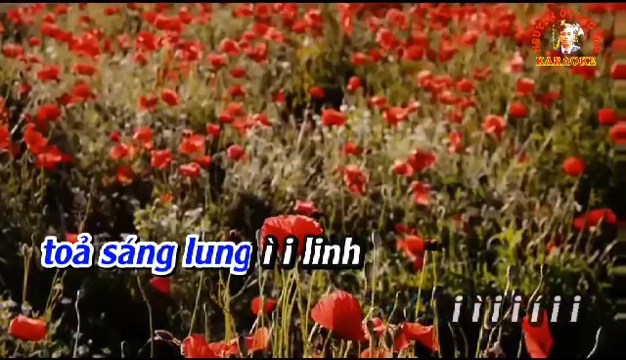 KARAOKE
toả sáng lung ì i linh
i ì i i í i i